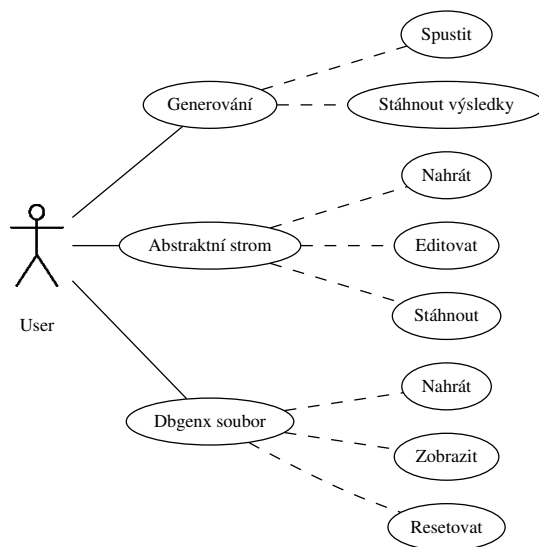 Spustit
Generování
Stáhnout výsledky
Nahrát
Abstraktní strom
Editovat
Stáhnout
User
Nahrát
Dbgenx soubor
Zobrazit
Resetovat